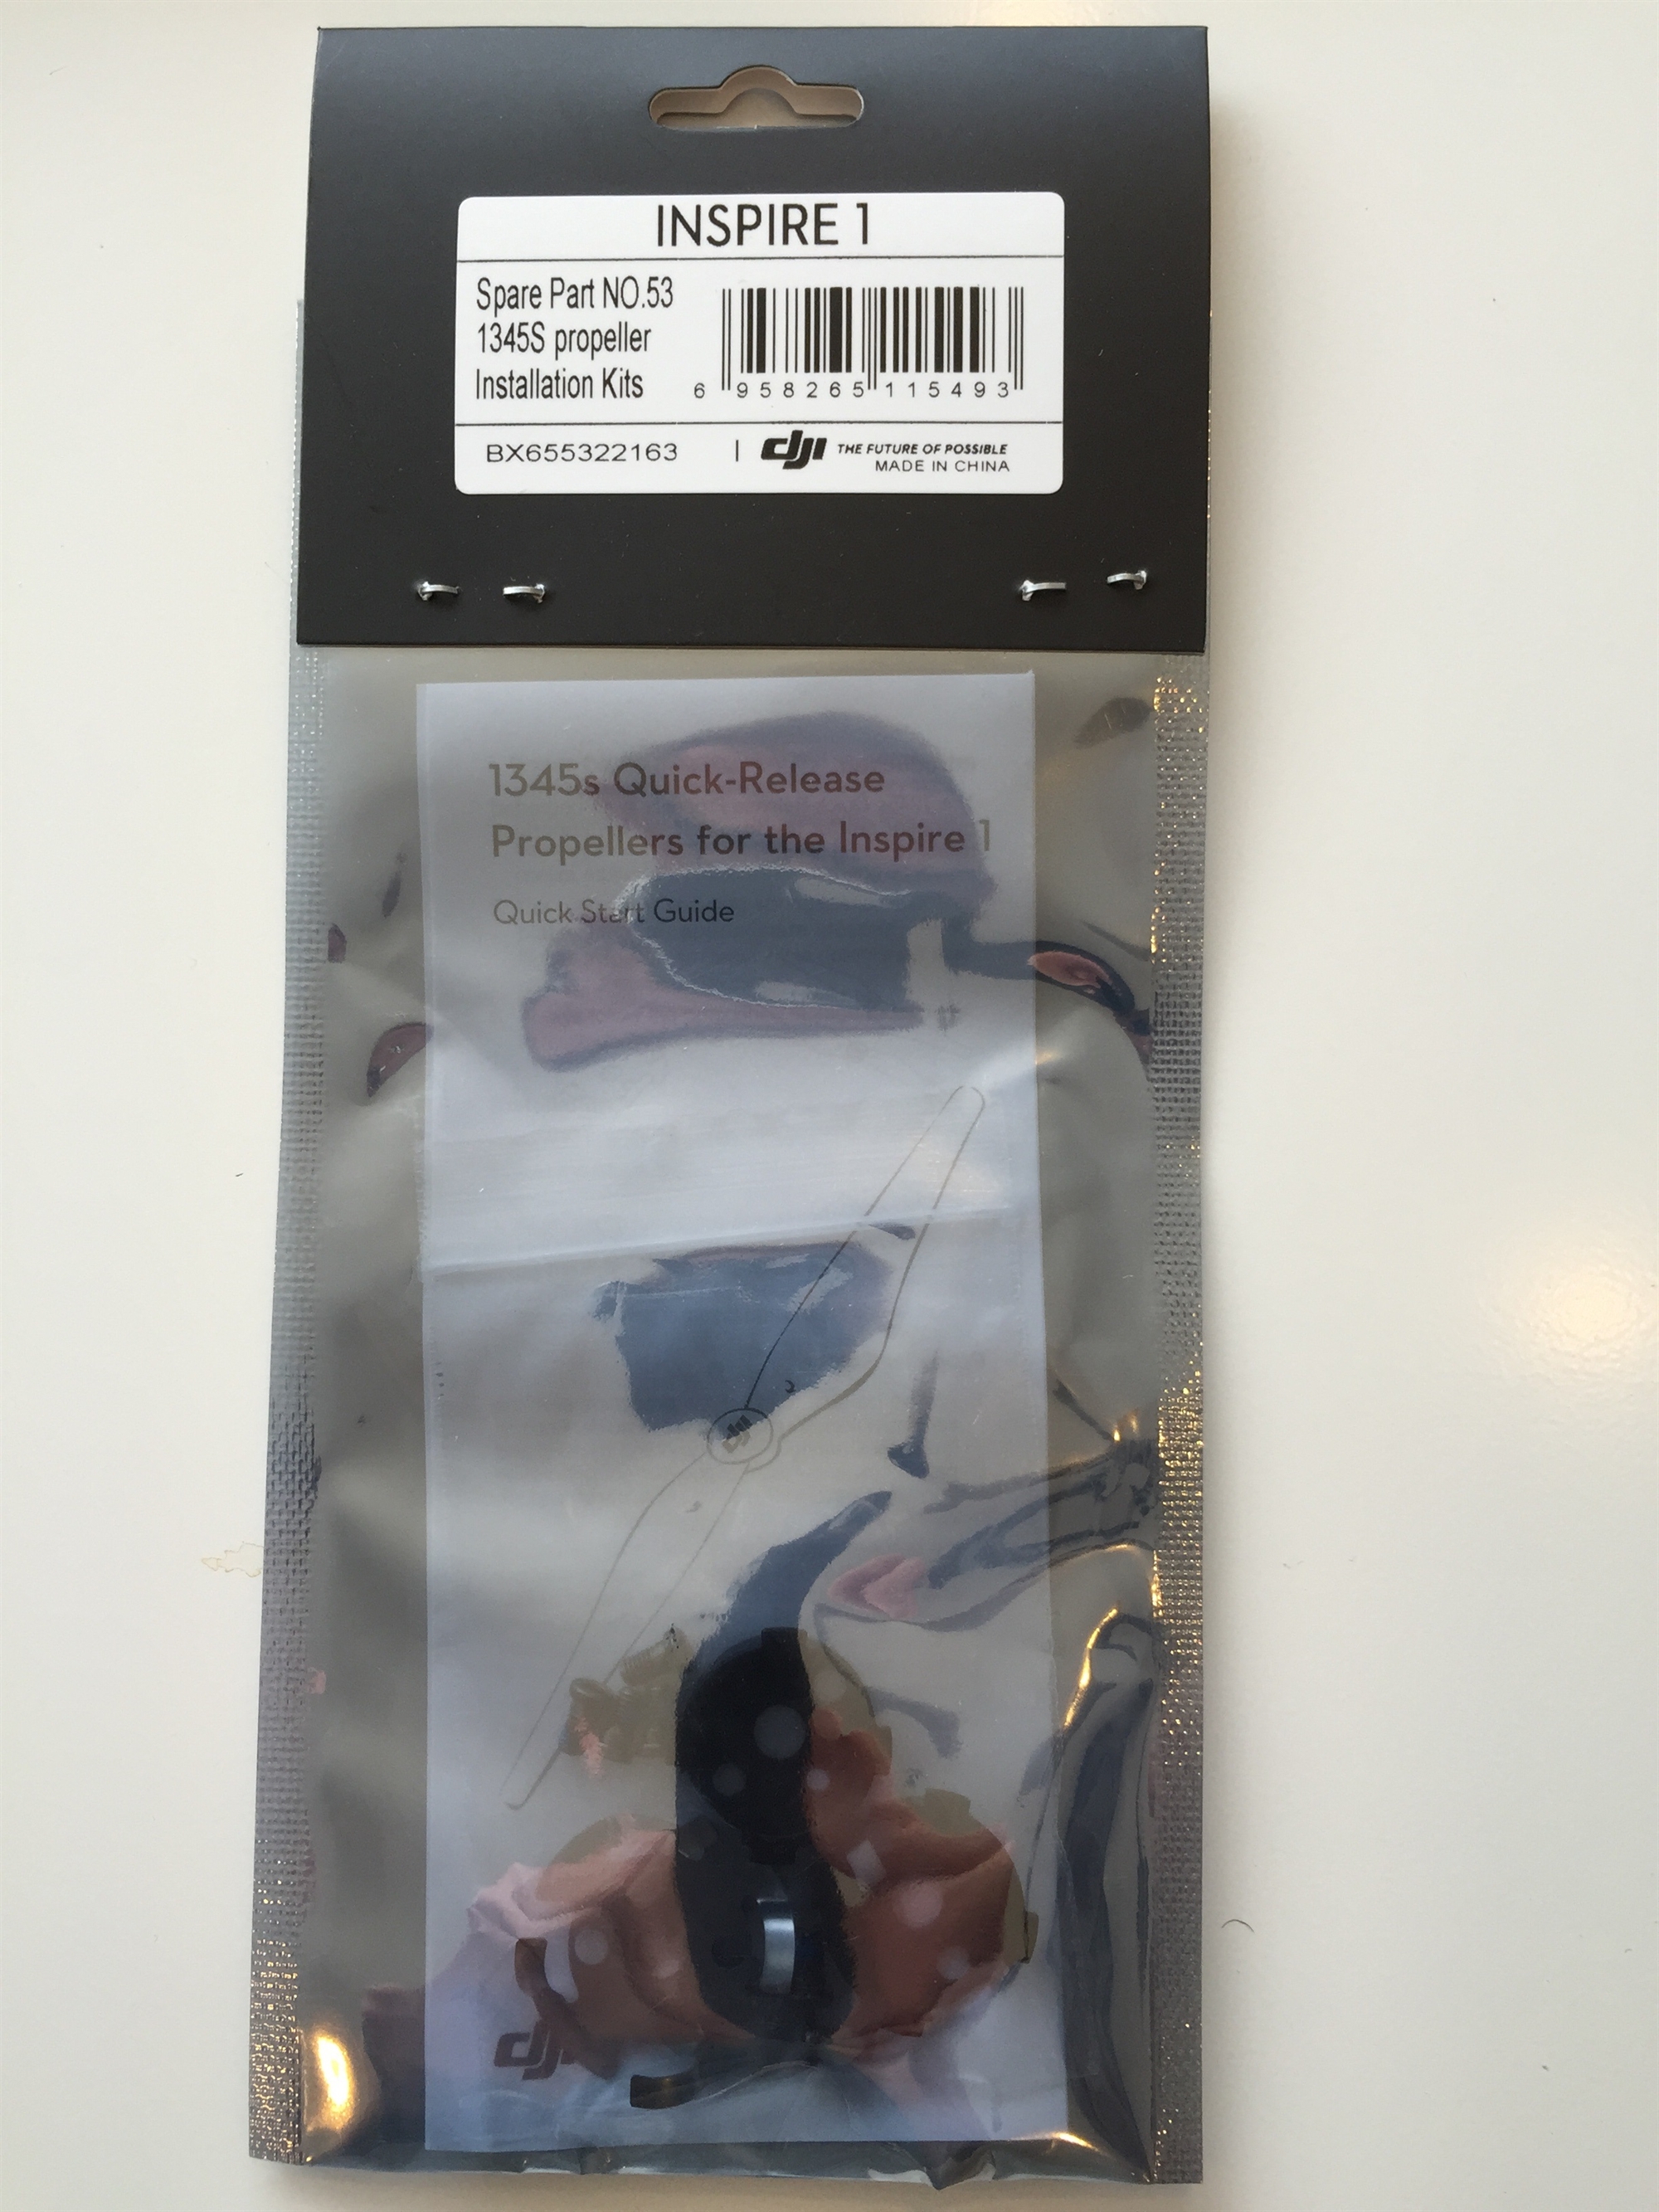 INSPIRE 1
Spare Part NO.53
1345S propeller
Installation Kits
6 958265 115493
BX655322163 | dji THE FUTURE OF POSSIBLE
MADE IN CHINA
1345s Quick-Release
Propellers for the Inspire 1
Quick Start Guide
dji
dji